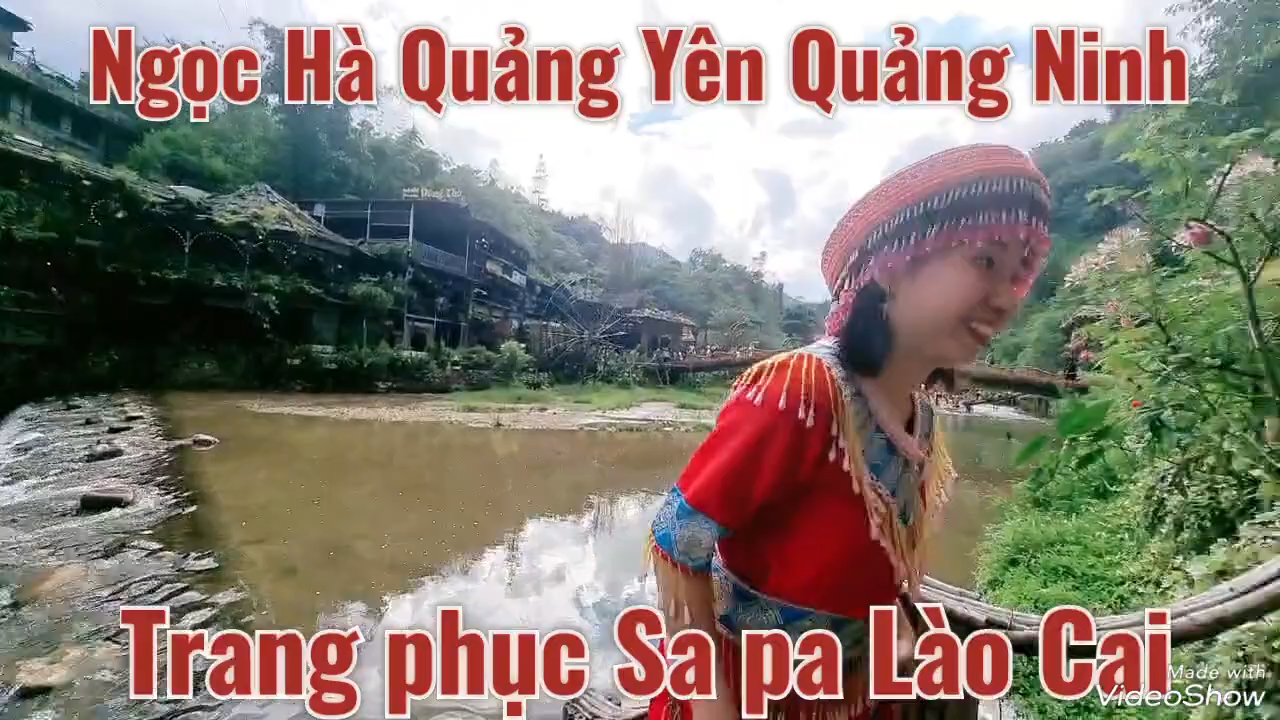 Ngọc Hà Quảng Yên Quảng Ninh
Trang phục Sa pa Lào Cai
Made with
VideoShow